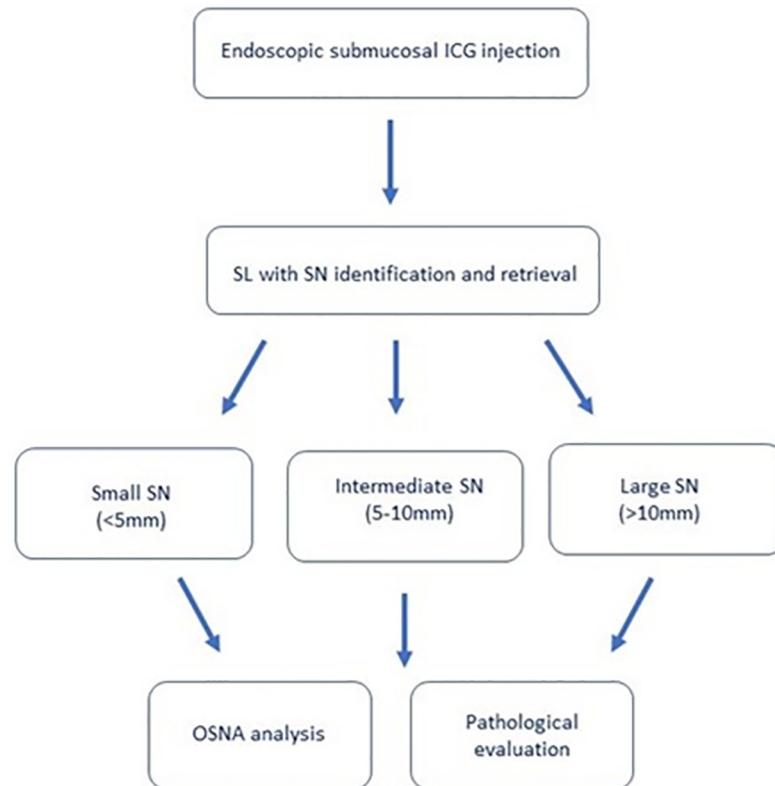 Endoscopic submucosal ICG injection
SL with SN identification and retrieval
Small SN
(<5mm)
Intermediate SN
(5-10mm)
Large SN
(>10mm)
OSNA analysis
Pathological
evaluation